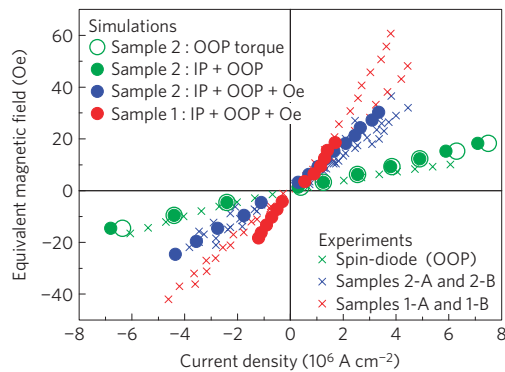 Simulations
Sample 2 : OOP torque
Sample 2 : IP + OOP
Sample 2 : IP + OOP + Oe
Sample 1 : IP + OOP + Oe
60
40
20
0
−20
−40
Equivalent magnetic field (Oe)
Experiments
Spin-diode (OOP)
Samples 2-A and 2-B
Samples 1-A and 1-B
−8 −6 −4 −2 0 2 4 6 8
Current density (10⁶ A cm⁻²)